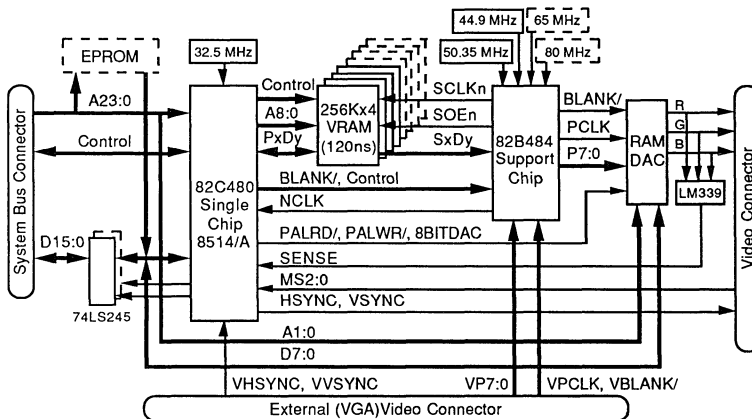 44.9 MHz
65 MHz
32.5 MHz
50.35 MHz
80 MHz
EPROM
System Bus Connector
A23:0
Control
D15:0
74LS245
82C480
Single
Chip
8514/A
Control
A8:0
PxDy
256Kx4
VRAM
(120ns)
SCLKn
SOEn
SxDy
82B484
Support
Chip
BLANK/
PCLK
P7:0
RAM
DAC
R
G
B
LM339
Video Connector
BLANK/, Control
NCLK
PALRD/, PALWR/, 8BITDAC
SENSE
MS2:0
HSYNC, VSYNC
A1:0
D7:0
VHSYNC, VVSYNC
VP7:0
VPCLK, VBLANK/
External (VGA)Video Connector